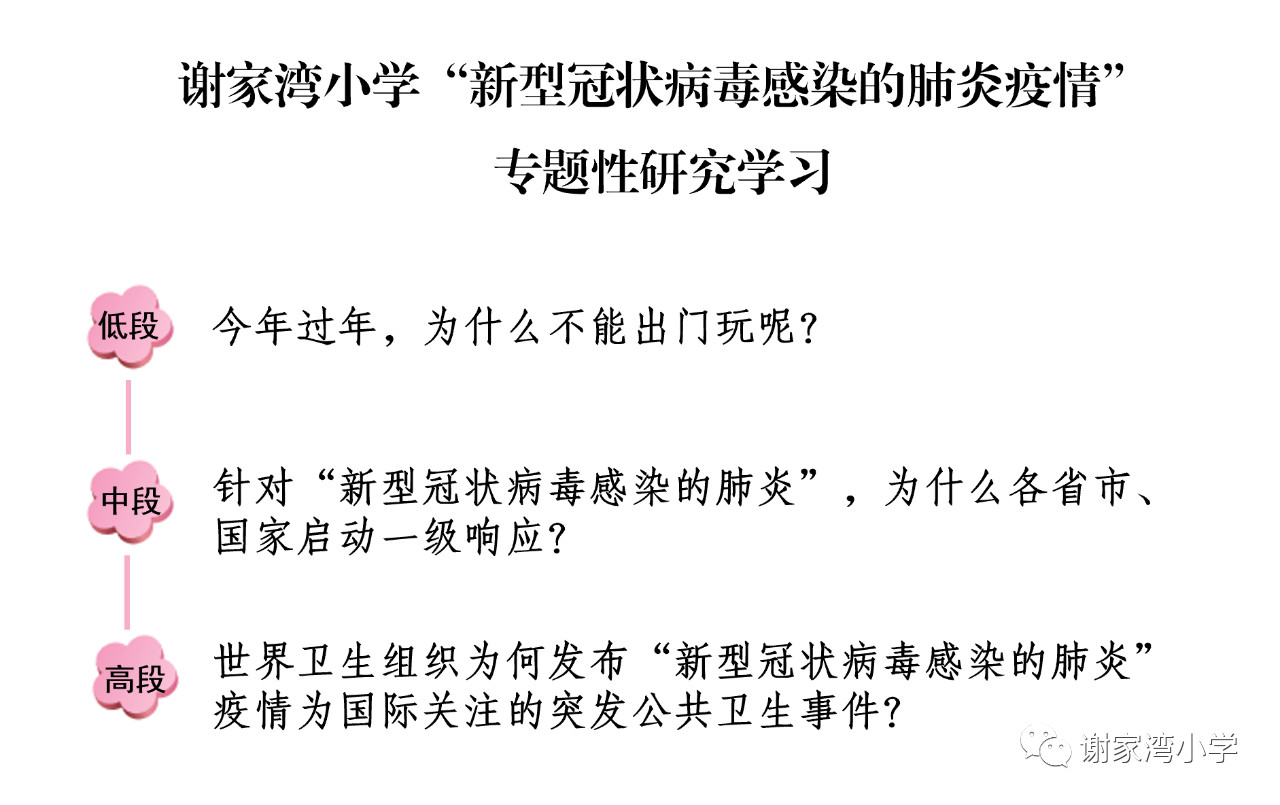 谢家湾小学“新型冠状病毒感染的肺炎疫情”
专题性研究学习
低段
今年过年，为什么不能出门玩呢？
中段
针对“新型冠状病毒感染的肺炎”，为什么各省市、
国家启动一级响应？
高段
世界卫生组织为何发布“新型冠状病毒感染的肺炎”
疫情为国际关注的突发公共卫生事件？
谢家湾小学